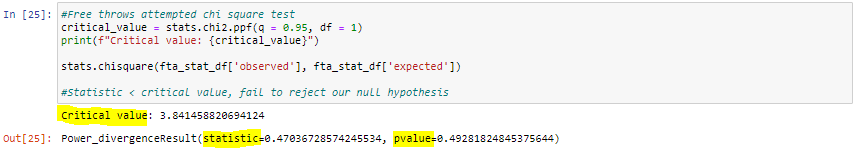 In [25]: #Free throws attempted chi square test
critical_value = stats.chi2.ppf(q = 0.95, df = 1)
print(f"Critical value: {critical_value}")
stats.chisquare(fta_stat_df['observed'], fta_stat_df['expected'])
#Statistic < critical value, fail to reject our null hypothesis
Critical value: 3.841458820694124
Out[25]: Power_divergenceResult(statistic=0.47036728574245534, pvalue=0.49281824845375644)